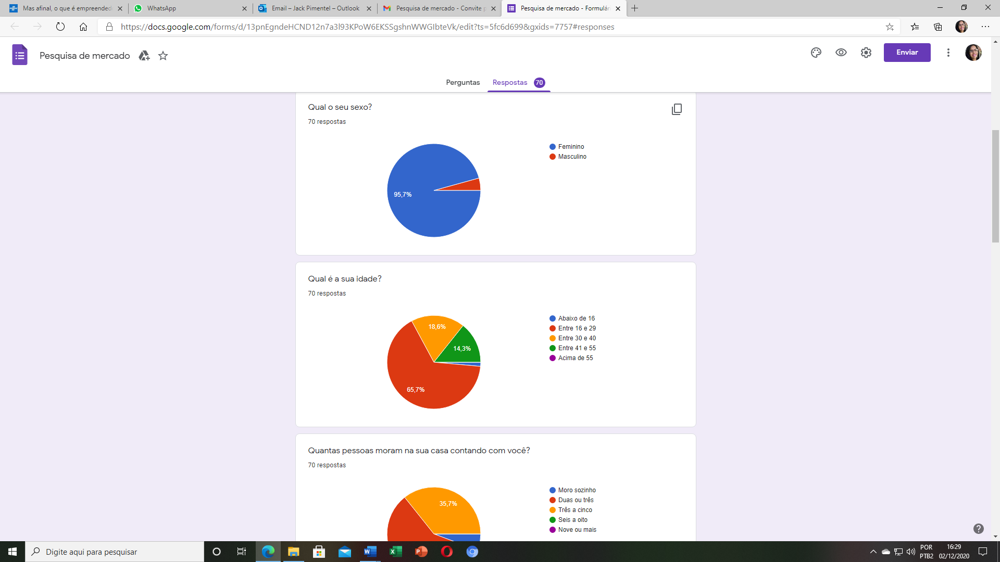 Mas afinal, o que é empreended
WhatsApp
Email – Jack Pimentel – Outlook
Pesquisa de mercado - Convite p
Pesquisa de mercado - Formulári
https://docs.google.com/forms/d/13pnEgndeHCND12n7a3l93KPoW6EKSSgshnWWGIbteVk/edit?ts=5fc6d699&gxids=7757#responses
Pesquisa de mercado
Enviar
Perguntas
Respostas 70
Qual o seu sexo?
70 respostas
Feminino
Masculino
95,7%
Qual é a sua idade?
70 respostas
Abaixo de 16
Entre 16 e 29
Entre 30 e 40
Entre 41 e 55
Acima de 55
18,6%
14,3%
65,7%
Quantas pessoas moram na sua casa contando com você?
70 respostas
Moro sozinho
Duas ou três
Três a cinco
Seis a oito
Nove ou mais
35,7%
Digite aqui para pesquisar
POR
PTB2
16:29
02/12/2020